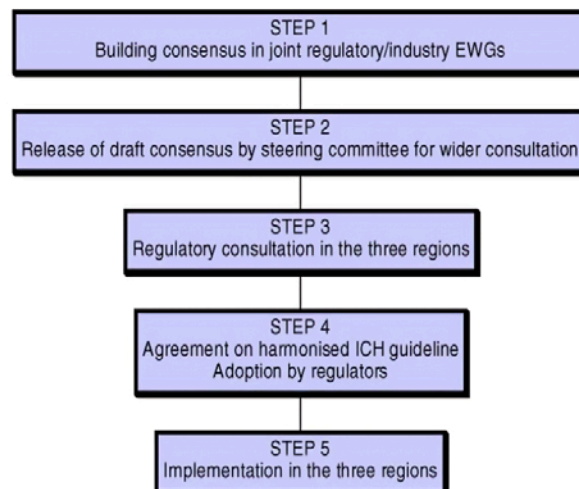 STEP 1
Building consensus in joint regulatory/industry EWGs
STEP 2
Release of draft consensus by steering committee for wider consultation
STEP 3
Regulatory consultation in the three regions
STEP 4
Agreement on harmonised ICH guideline
Adoption by regulators
STEP 5
Implementation in the three regions